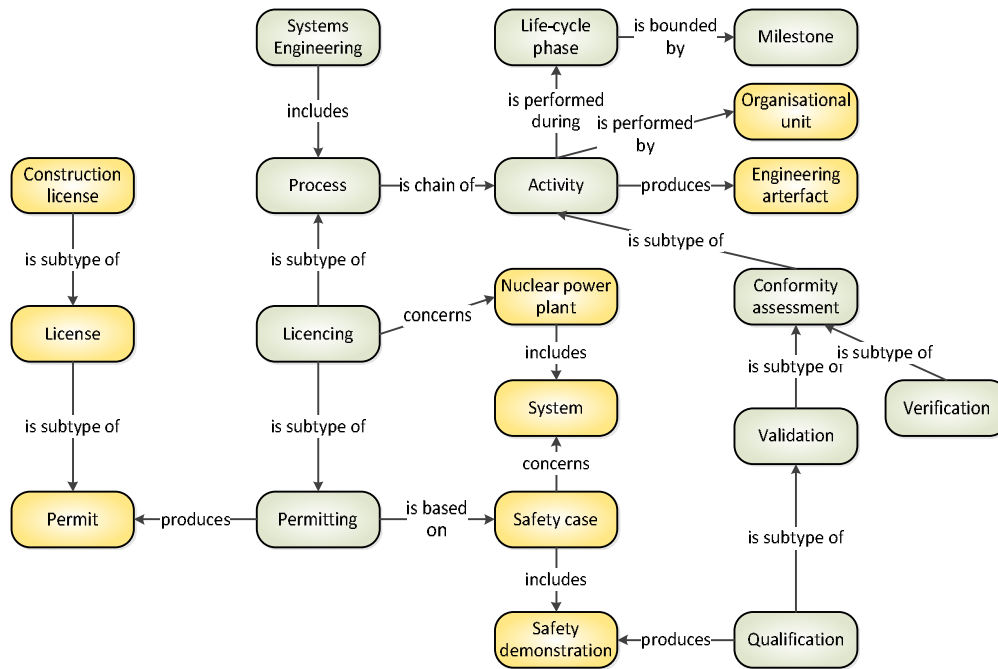 Systems
Engineering
Life-cycle
phase
is bounded
by
Milestone
includes
is performed
during
is performed
by
Organisational
unit
Construction
license
Process
is chain of
Activity
produces
Engineering
arterfact
is subtype of
is subtype of
is subtype of
Nuclear power
plant
Conformity
assessment
License
Licencing
concerns
includes
is subtype of
is subtype of
System
Verification
is subtype of
is subtype of
Validation
concerns
Permit
produces
Permitting
is based
on
Safety case
is subtype of
includes
Safety
demonstration
produces
Qualification